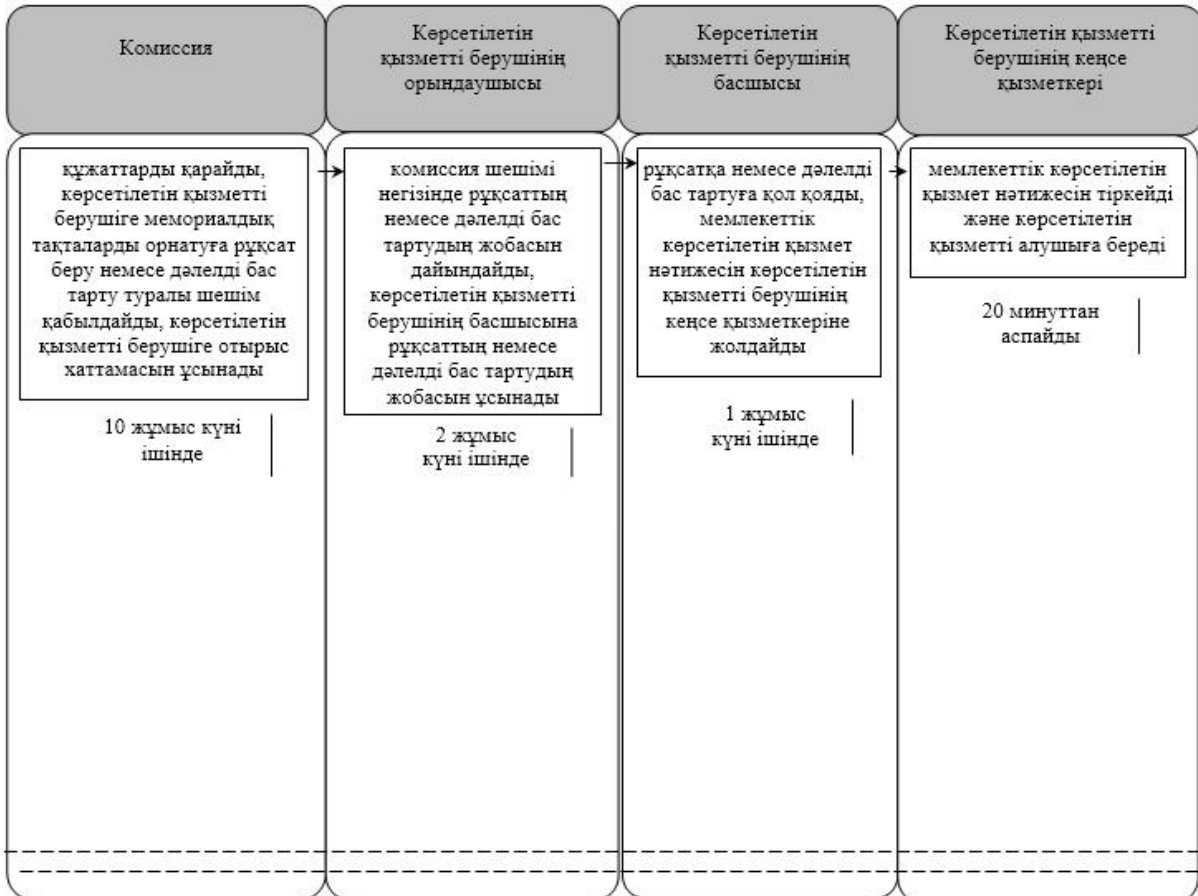 Комиссия
Көрсетілетін
қызметті берушінің
орындаушысы
Көрсетілетін
қызметті берушінің
басшысы
Көрсетілетін қызметті
берушінің кеңсе
қызметкері
құжаттарды қарайды,
көрсетілетін қызметті
берушіге мемориалдық
тақталарды орнатуға рұқсат
беру немесе дәлелді бас
тарту туралы шешім
қабылдайды, көрсетілетін
қызметті берушіге отырыс
хаттамасын ұсынады
10 жұмыс күні
ішінде
комиссия шешімі
негізінде рұқсаттың
немесе дәлелді бас
тартудың жобасын
дайындайды,
көрсетілетін қызметті
берушінің басшысына
рұқсаттың немесе
дәлелді бас тартудың
жобасын ұсынады
2 жұмыс
күні ішінде
рұқсатқа немесе дәлелді
бас тартуға қол қояды,
мемлекеттік
көрсетілетін қызмет
нәтижесін көрсетілетін
қызметті берушінің
кеңсе қызметкеріне
жолдайды
1 жұмыс
күні ішінде
мемлекеттік көрсетілетін
қызмет нәтижесін тіркейді
және көрсетілетін
қызметті алушыға береді
20 минуттан
аспайды